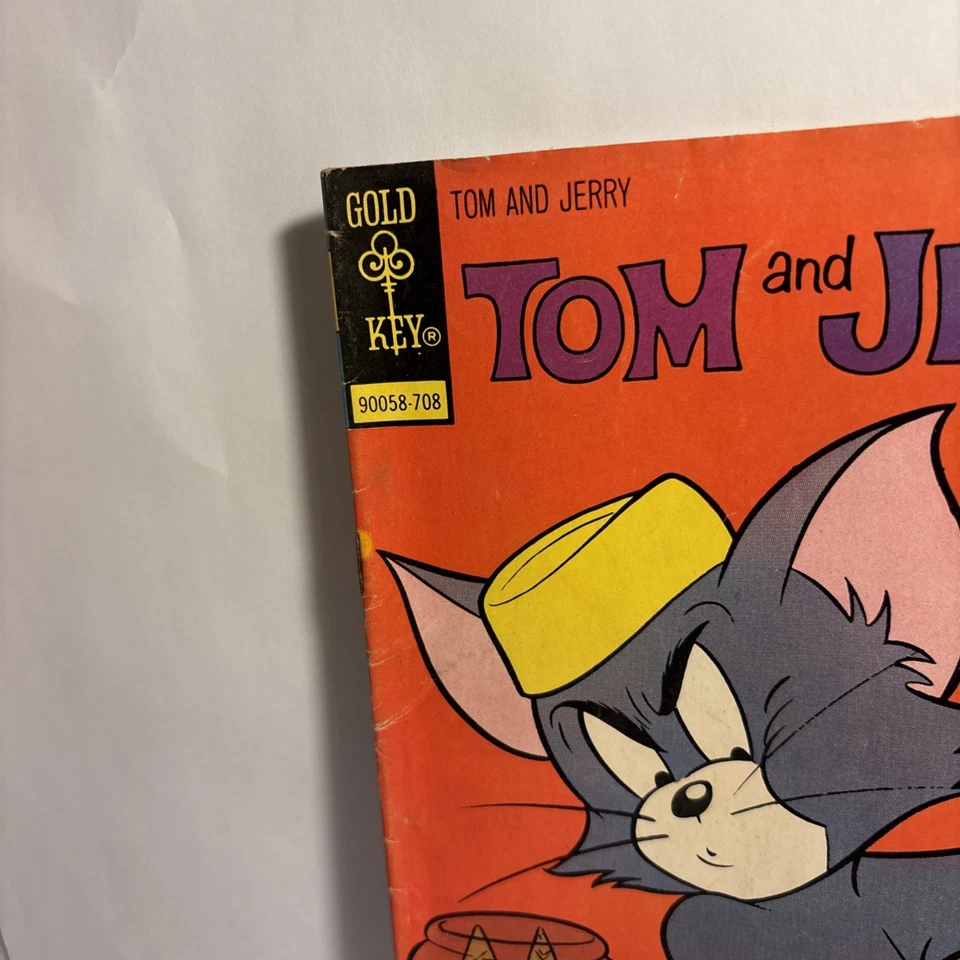 GOLD
KEY®
90058-708
TOM AND JERRY
TOM and